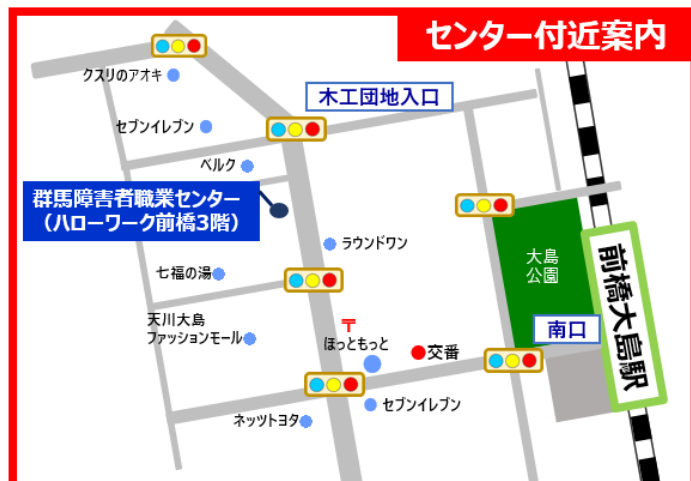 センター付近案内
クスリのアオキ
木工団地入口
セブンイレブン
ベルク
群馬障害者職業センター
（ハローワーク前橋3階）
ラウンドワン
大島
公園
前橋大島駅
七福の湯
天川大島
ファッションモール
〒
ほっともっと
交番
南口
セブンイレブン
ネッツトヨタ